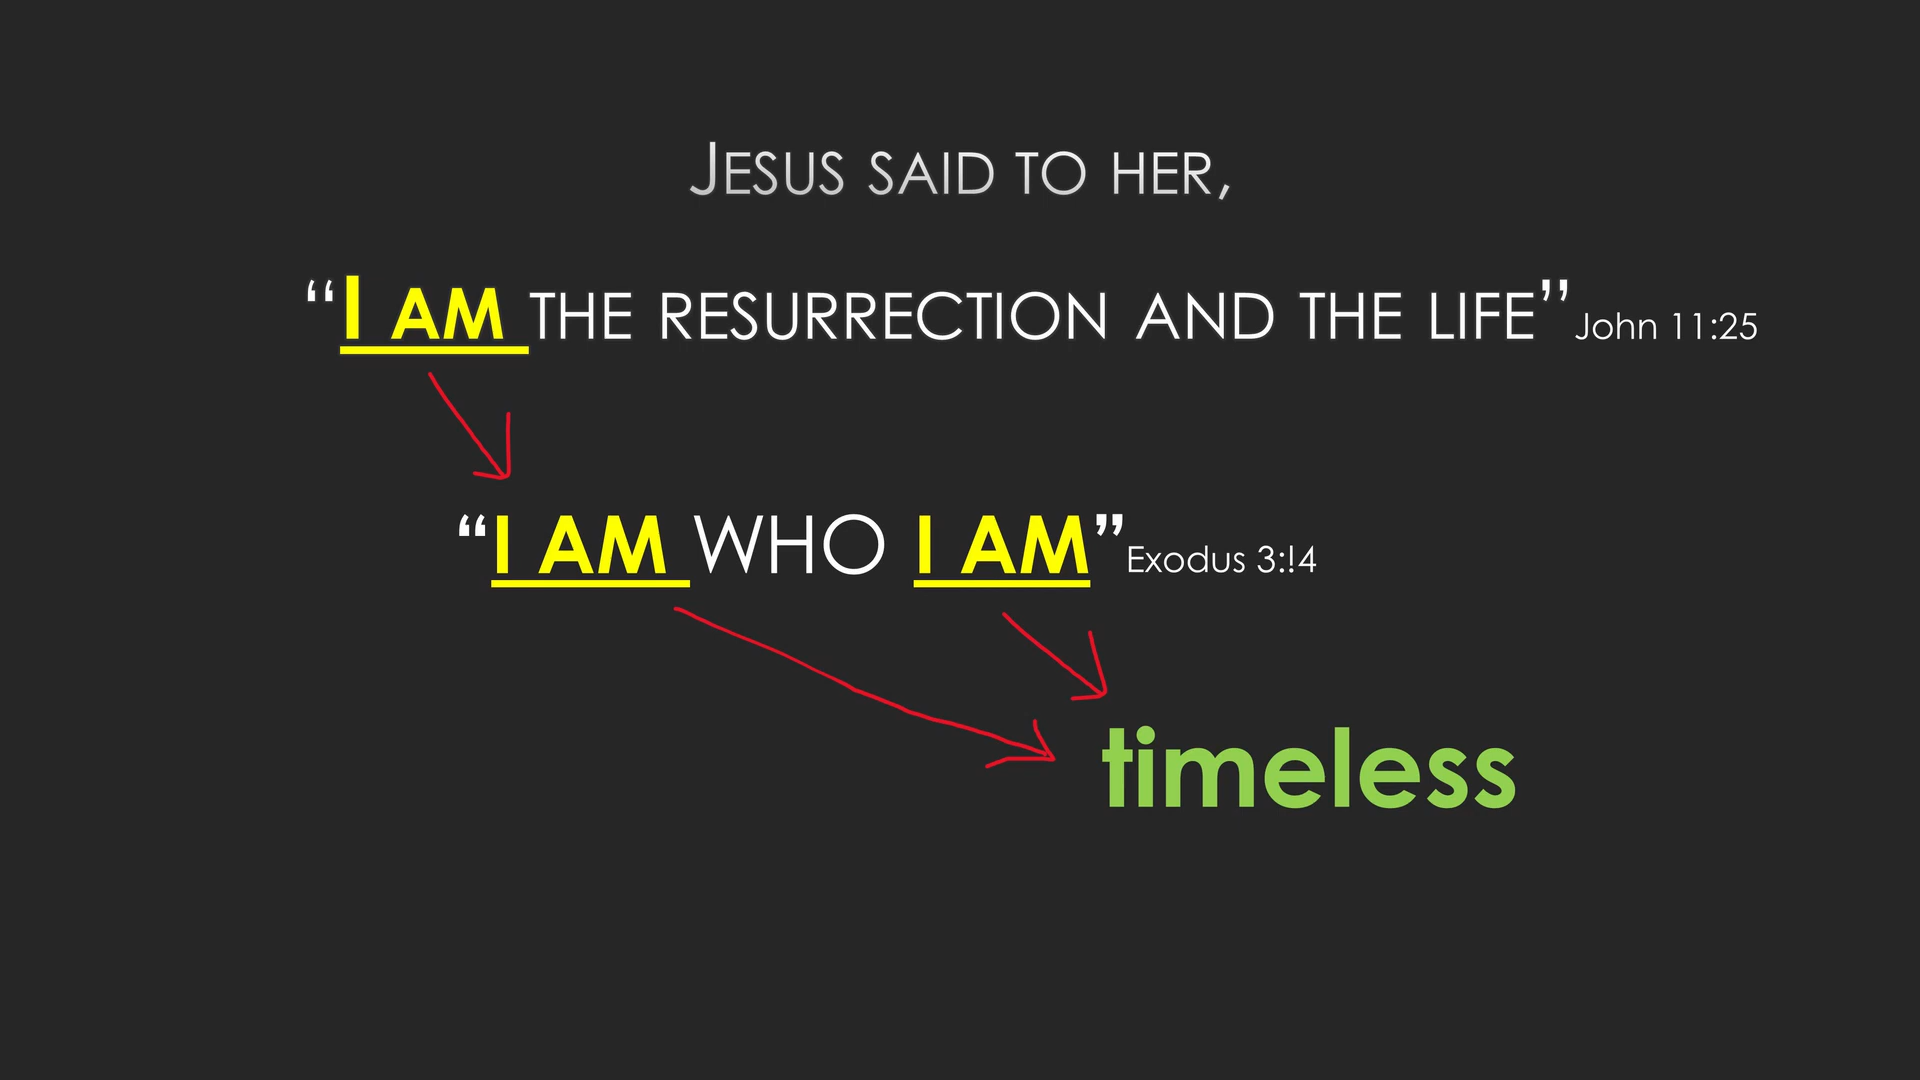 Jesus said to her,
“I am the resurrection and the life”John 11:25
“I AM WHO I AM”Exodus 3:!4
timeless